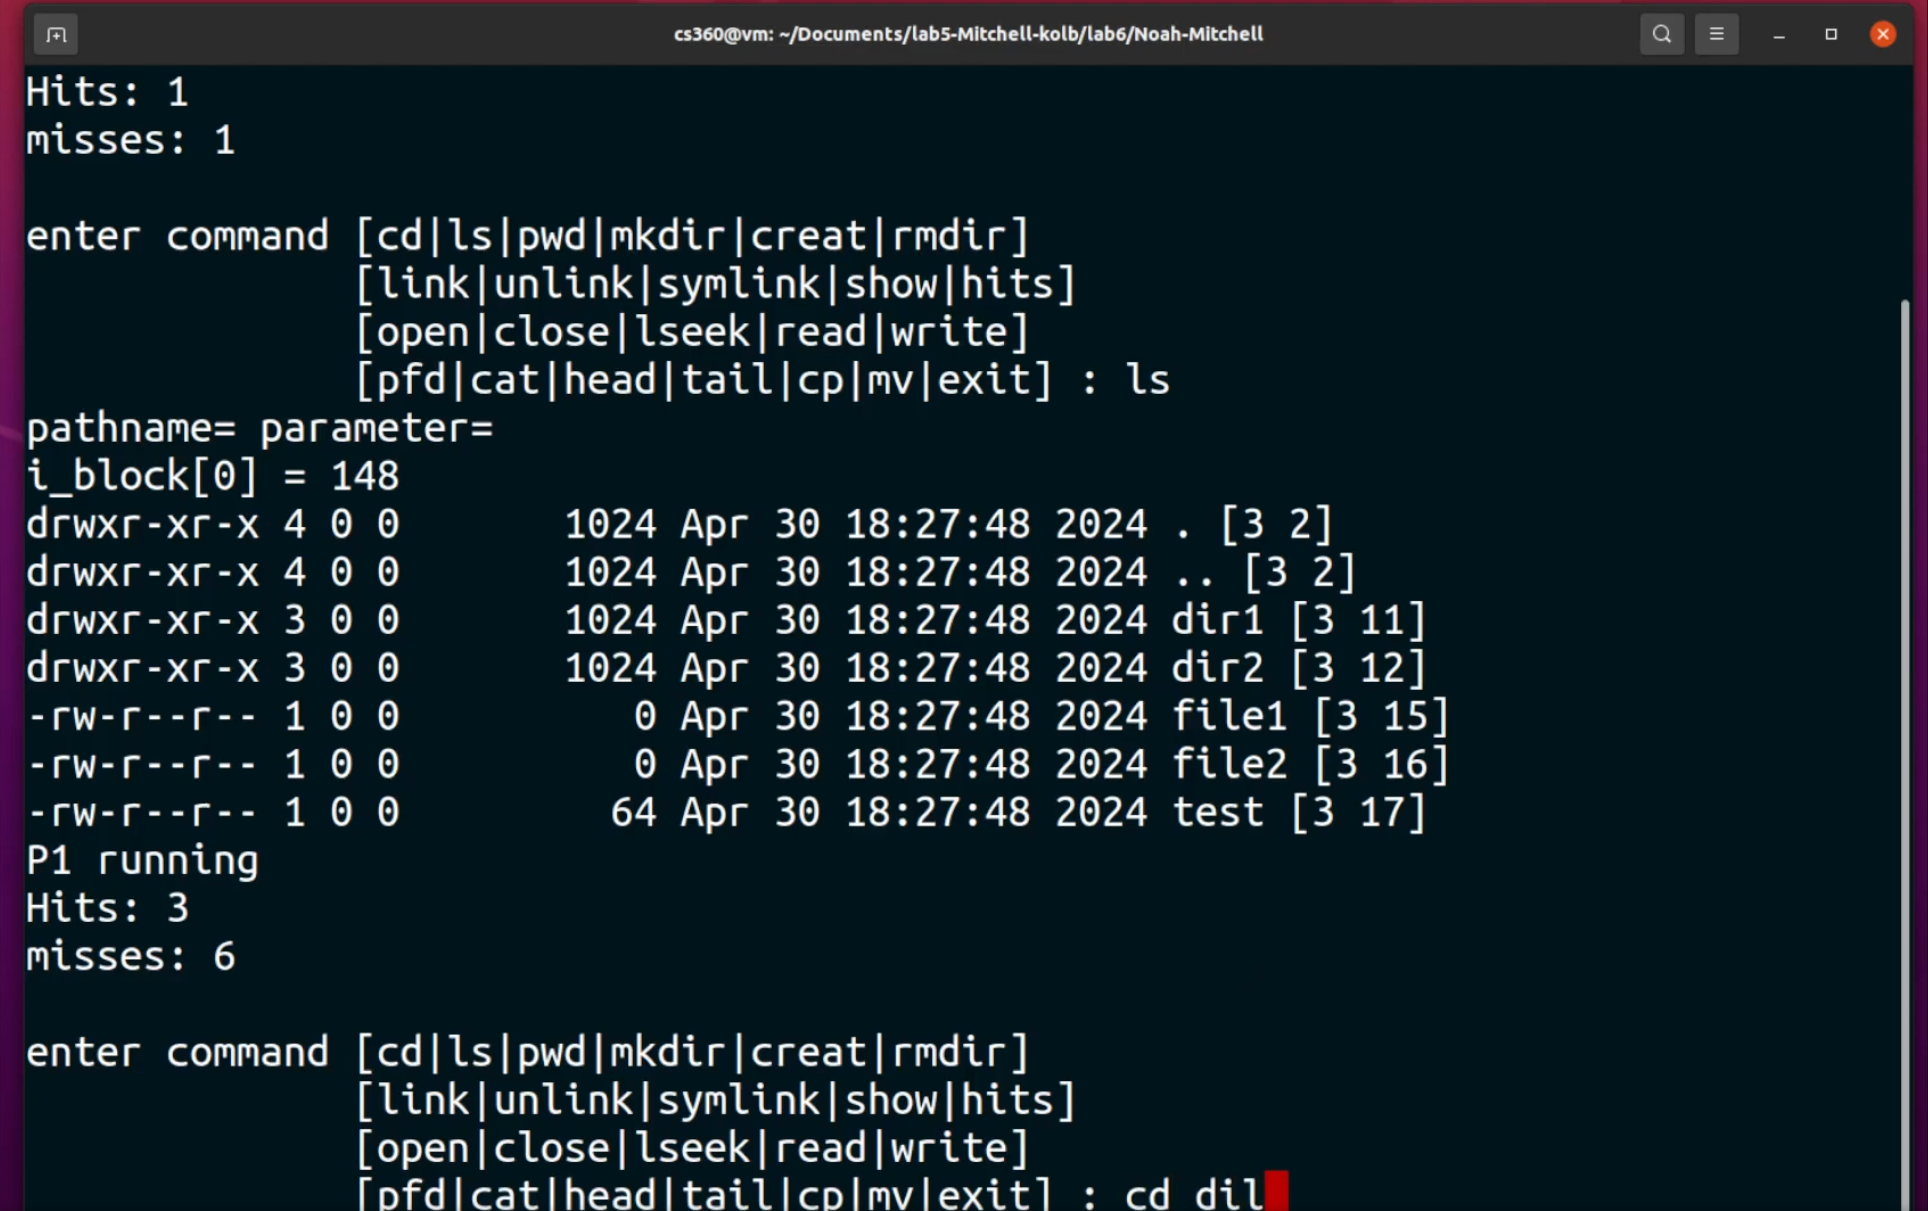 cs360@vm: ~/Documents/lab5-Mitchell-kolb/lab6/Noah-Mitchell
Hits: 1
misses: 1
enter command [cd|ls|pwd|mkdir|creat|rmdir]
[link|unlink|symlink|show|hits]
[open|close|lseek|read|write]
[pfd|cat|head|tail|cp|mv|exit] : ls
pathname= parameter=
i_block[0] = 148
drwxr-xr-x 4 0 0       1024 Apr 30 18:27:48 2024 . [3 2]
drwxr-xr-x 4 0 0       1024 Apr 30 18:27:48 2024 .. [3 2]
drwxr-xr-x 3 0 0       1024 Apr 30 18:27:48 2024 dir1 [3 11]
drwxr-xr-x 3 0 0       1024 Apr 30 18:27:48 2024 dir2 [3 12]
-rw-r--r-- 1 0 0          0 Apr 30 18:27:48 2024 file1 [3 15]
-rw-r--r-- 1 0 0          0 Apr 30 18:27:48 2024 file2 [3 16]
-rw-r--r-- 1 0 0         64 Apr 30 18:27:48 2024 test [3 17]
P1 running
Hits: 3
misses: 6
enter command [cd|ls|pwd|mkdir|creat|rmdir]
[link|unlink|symlink|show|hits]
[open|close|lseek|read|write]
[pfd|cat|head|tail|cp|mv|exit] : cd dil